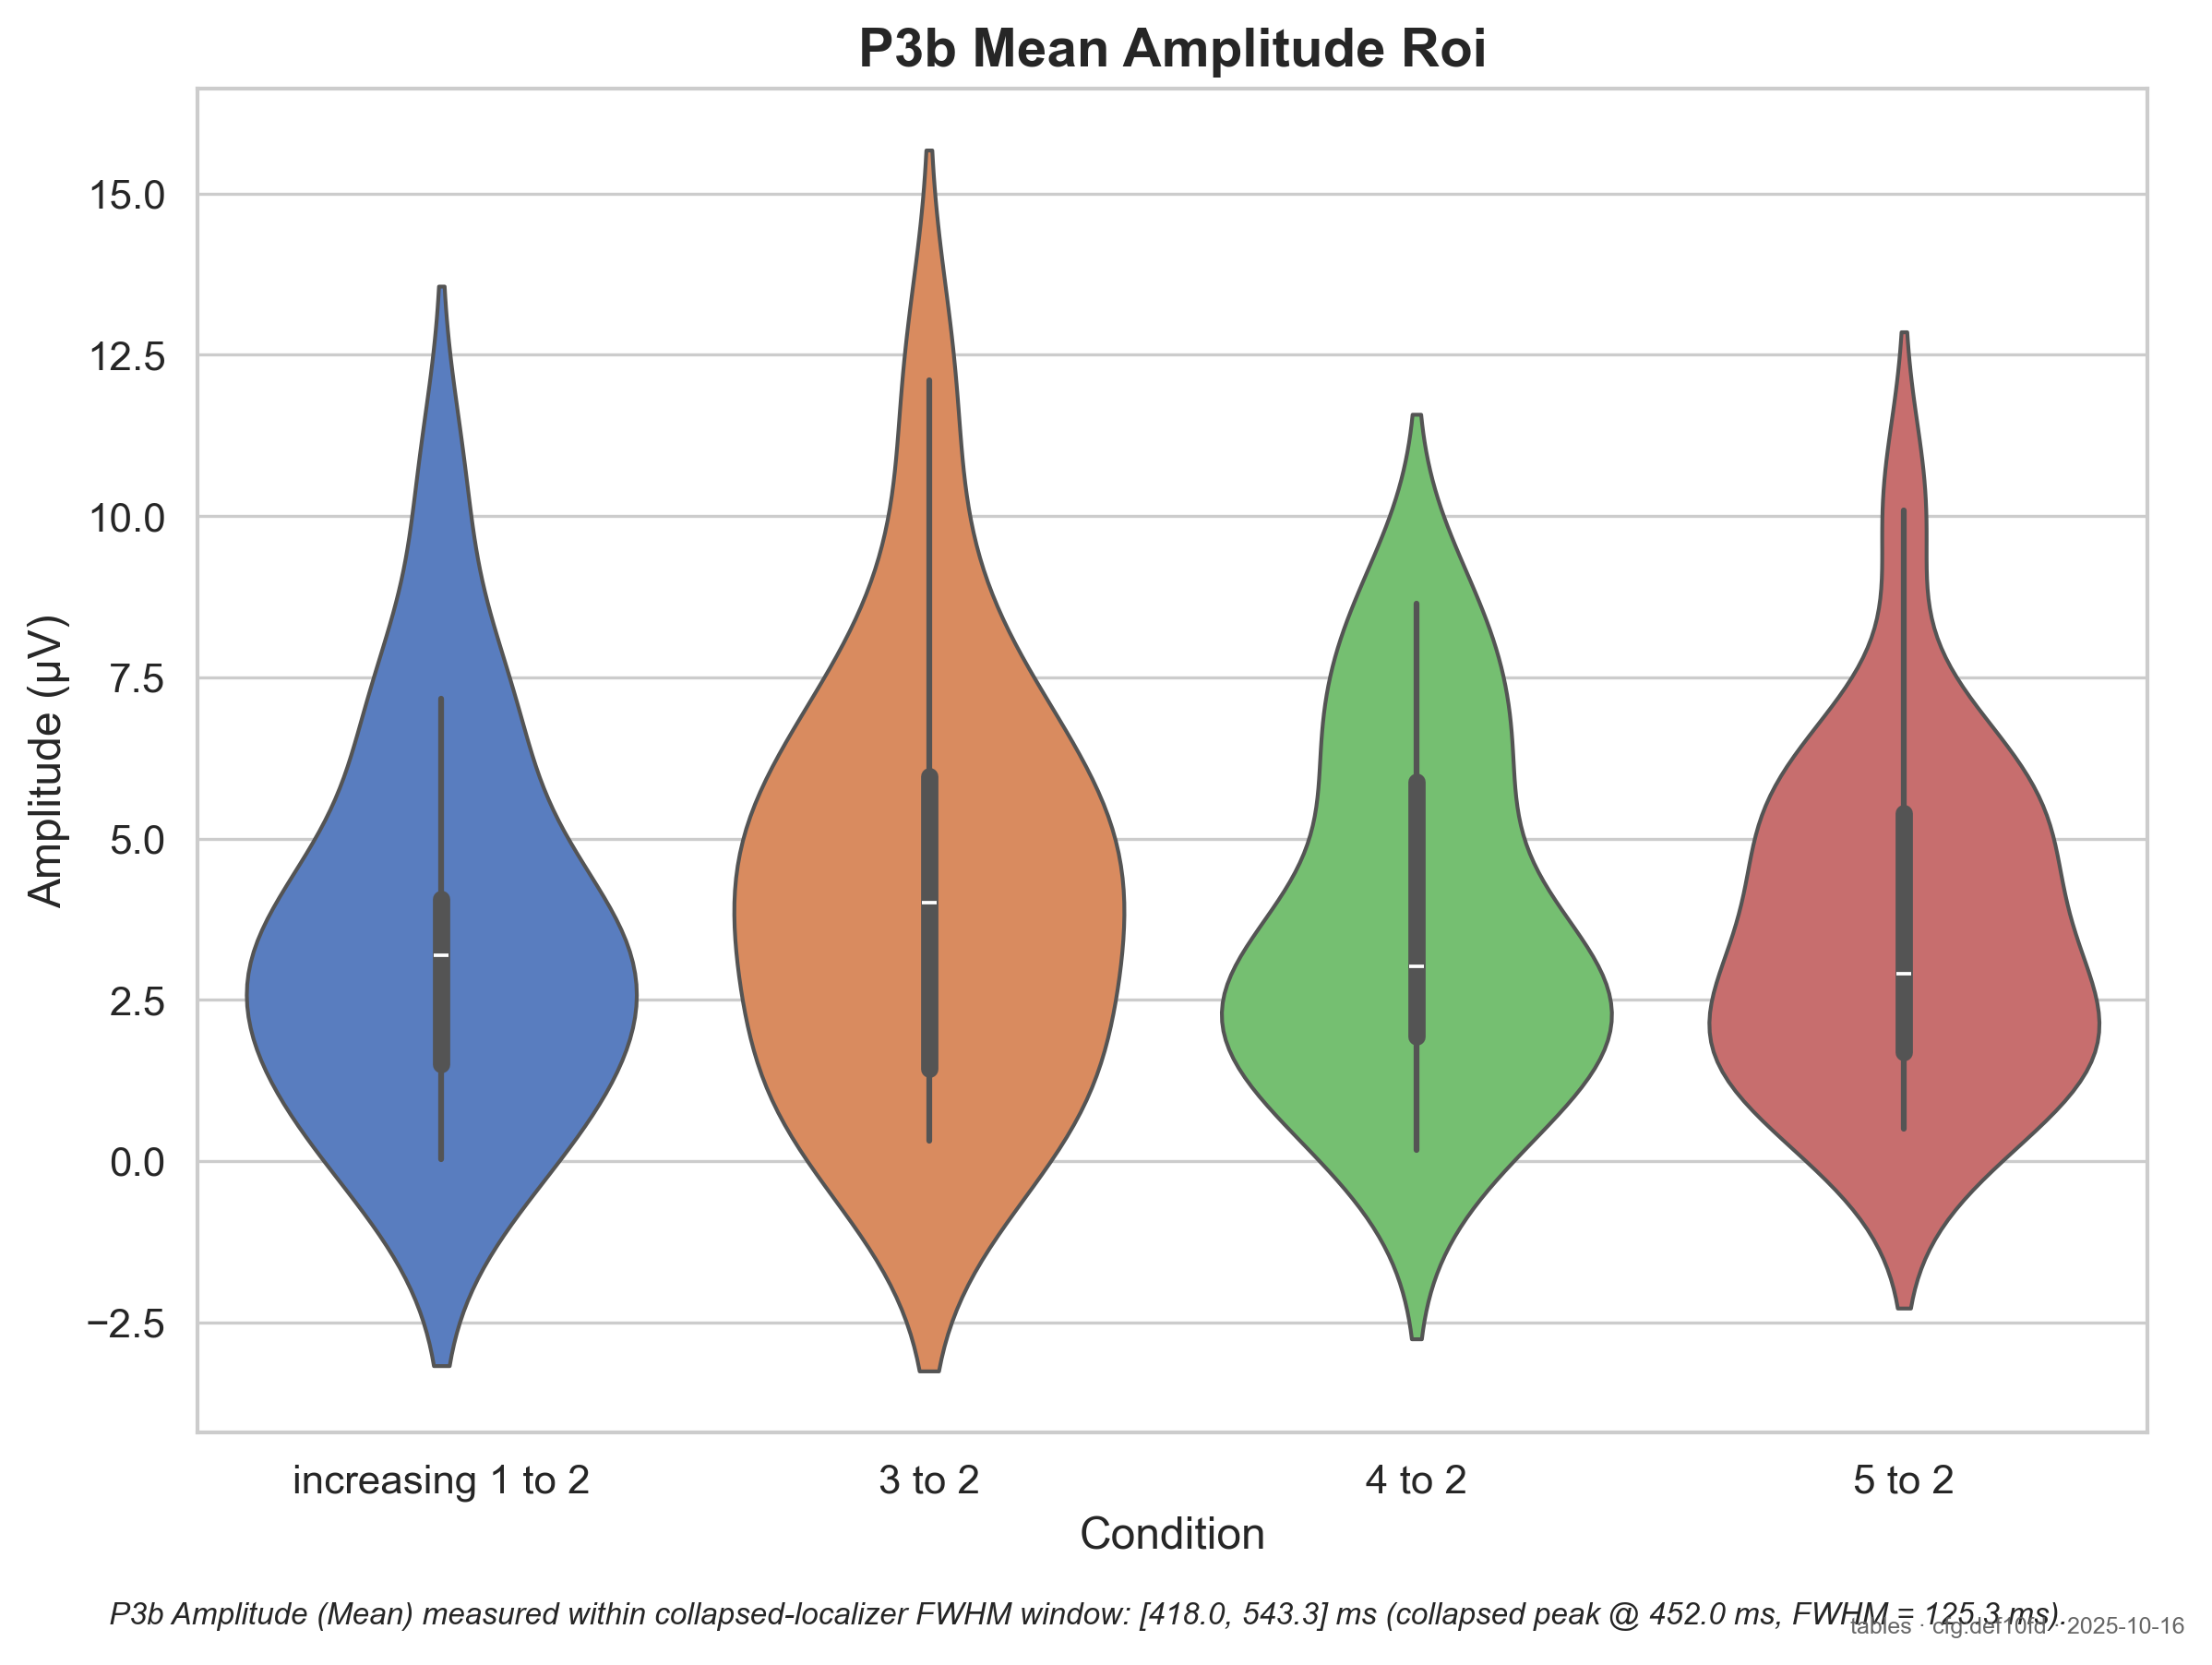 P3b Mean Amplitude Roi
15.0
12.5
10.0
7.5
5.0
2.5
0.0
−2.5
Amplitude (µV)
increasing 1 to 2
3 to 2
4 to 2
5 to 2
Condition
P3b Amplitude (Mean) measured within collapsed-localizer FWHM window: [418.0, 543.3] ms (collapsed peak @ 452.0 ms, FWHM = 125.3 ms).
tables · cfg.def10fd · 2025-10-16